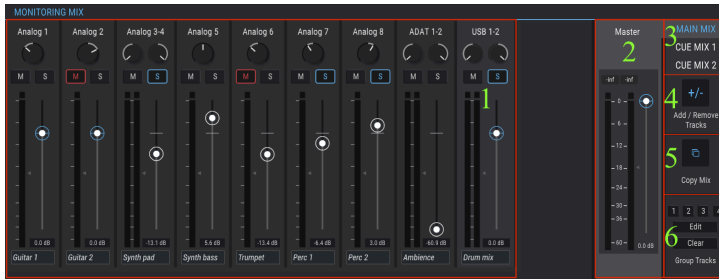 MONITORING MIX
Analog 1 Analog 2 Analog 3-4 Analog 5 Analog 6 Analog 7 Analog 8 ADAT 1-2 USB 1-2 Master
M S M S M S M S M S M S M S M S M S
-inf -inf
0
-6
-12
-18
-24
-30
-36
-60
0.0 dB 0.0 dB -13.1 dB 5.6 dB -13.4 dB -6.4 dB 3.0 dB -60.9 dB 0.0 dB 0.0 dB
Guitar 1 Guitar 2 Synth pad Synth bass Trumpet Perc 1 Perc 2 Ambience Drum mix
1
2
3
MAIN MIX
CUE MIX 1
CUE MIX 2
4
+/-
Add / Remove
Tracks
5
Copy Mix
6
1 2 3 4
Edit
Clear
Group Tracks